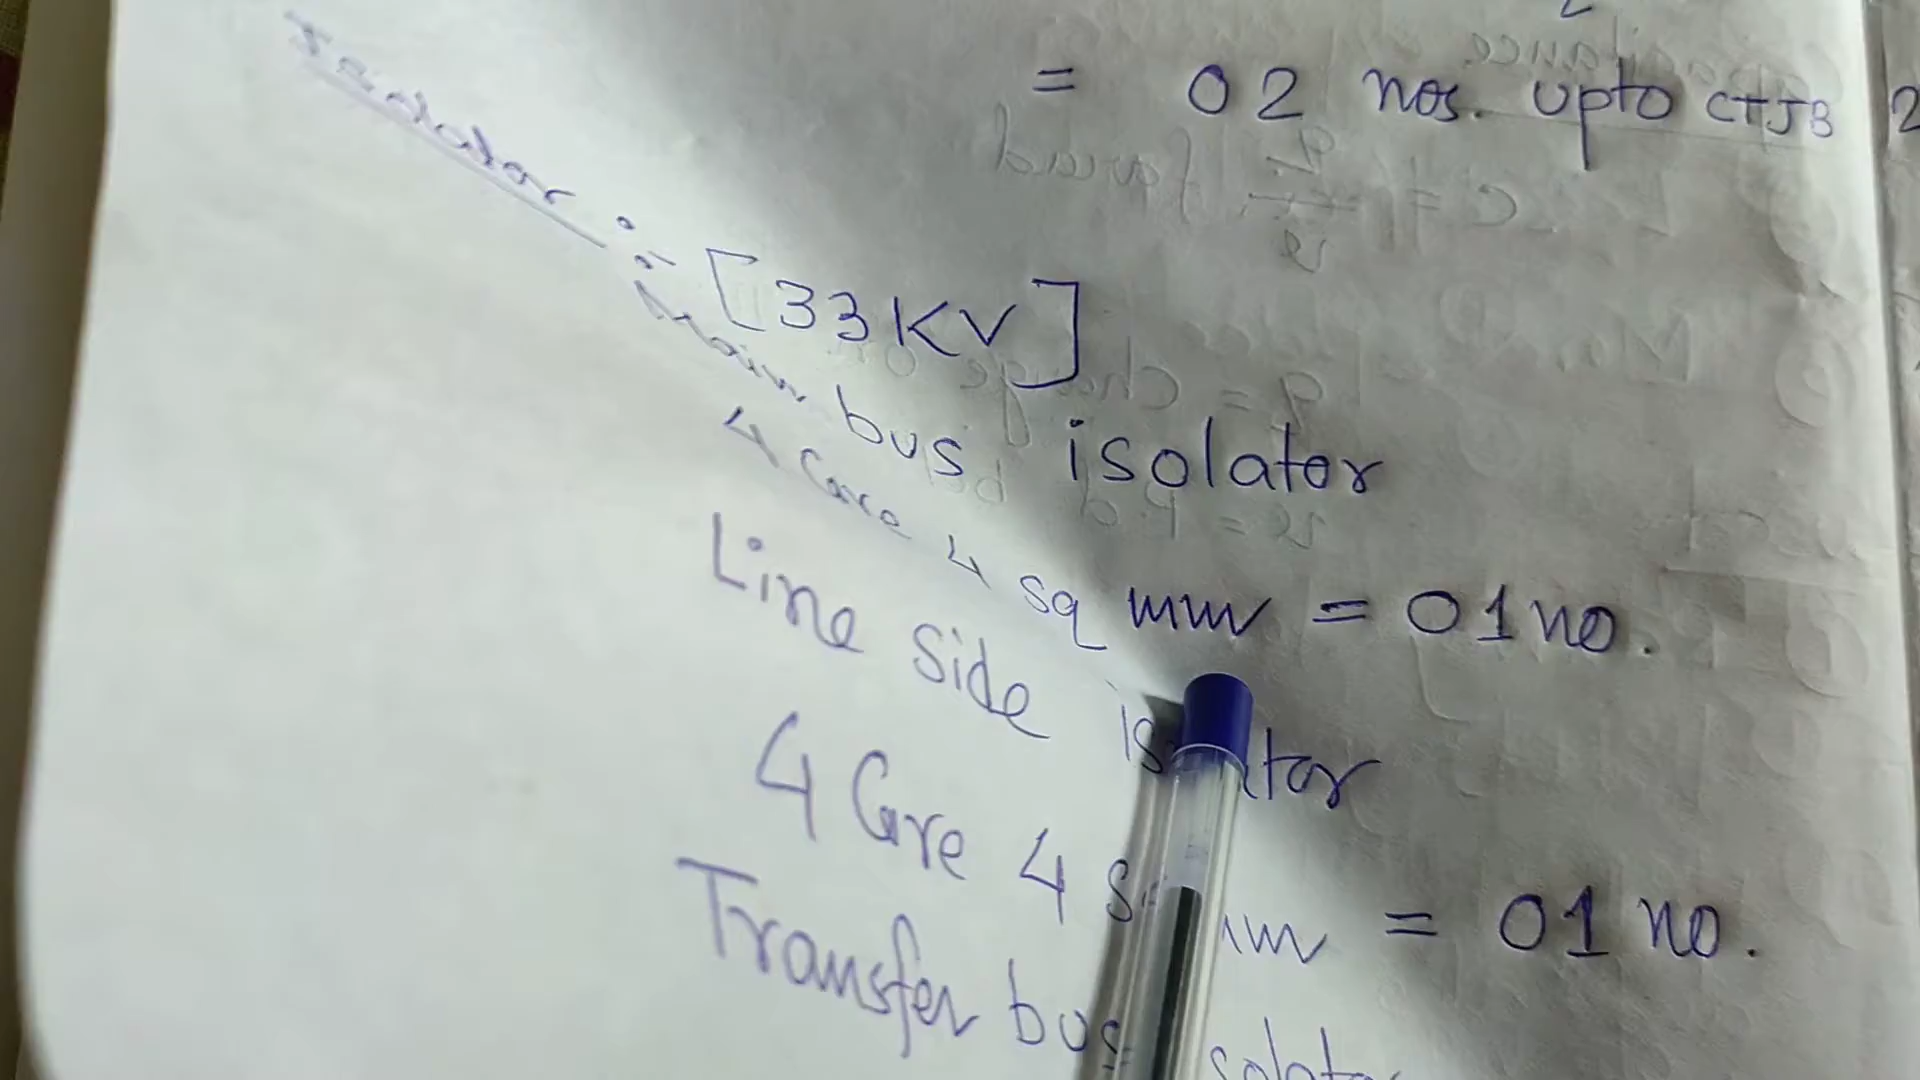 = 02 nos. upto CTJB 2
Isolator :- [33KV]
Main bus isolator
4 Core 4 sq mm = 01 no.
Line Side isolator
4 Core 4 sq mm = 01 no.
Transfer bus isolator